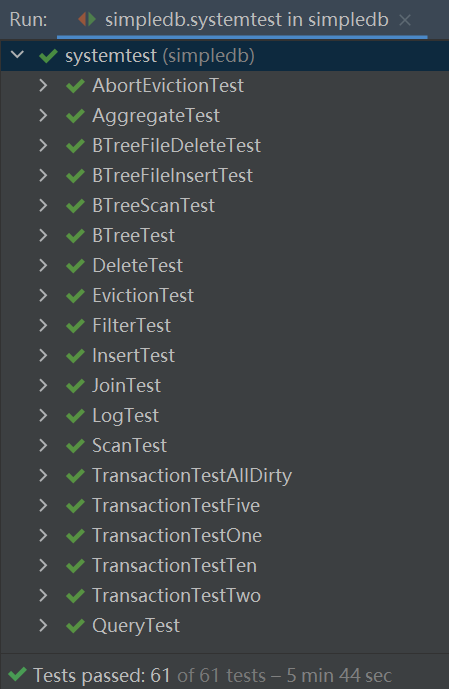 Run: simpledb.systemtest in simpledb
systemtest (simpledb)
AbortEvictionTest
AggregateTest
BTreeFileDeleteTest
BTreeFileInsertTest
BTreeScanTest
BTreeTest
DeleteTest
EvictionTest
FilterTest
InsertTest
JoinTest
LogTest
ScanTest
TransactionTestAllDirty
TransactionTestFive
TransactionTestOne
TransactionTestTen
TransactionTestTwo
QueryTest
Tests passed: 61 of 61 tests – 5 min 44 sec